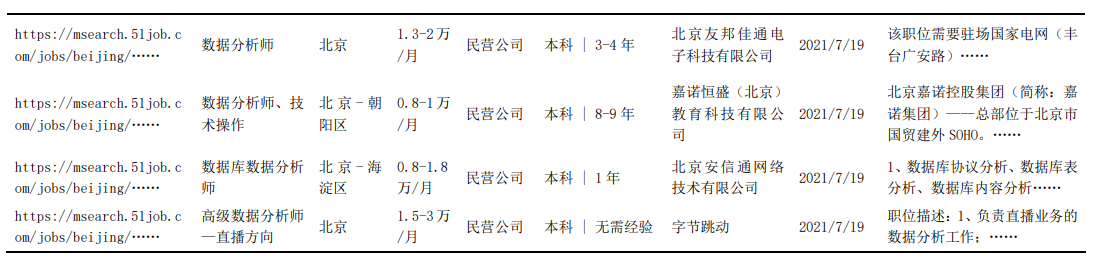 https://msearch.51job.c
om/jobs/beijing/……
数据分析师
北京
1.3-2万
/月
民营公司
本科 | 3-4 年
北京友邦佳通电
子科技有限公司
2021/7/19
该职位需要驻场国家电网（丰
台广安路）……
https://msearch.51job.c
om/jobs/beijing/……
数据分析师、技
术操作
北京-朝
阳区
0.8-1万
/月
民营公司
本科 | 8-9 年
嘉诺恒盛（北京）
教育科技有限公
司
2021/7/19
北京嘉诺控股集团（简称：嘉
诺集团）——总部位于北京市
国贸建外 SOHO。……
https://msearch.51job.c
om/jobs/beijing/……
数据库数据分析
师
北京-海
淀区
0.8-1.8
万/月
民营公司
本科 | 1 年
北京安信通网络
技术有限公司
2021/7/19
1、数据库协议分析、数据库表
分析、数据库内容分析……
https://msearch.51job.c
om/jobs/beijing/……
高级数据分析师
—直播方向
北京
1.5-3万
/月
民营公司
本科 | 无需经验
字节跳动
2021/7/19
职位描述：1、负责直播业务的
数据分析工作；……